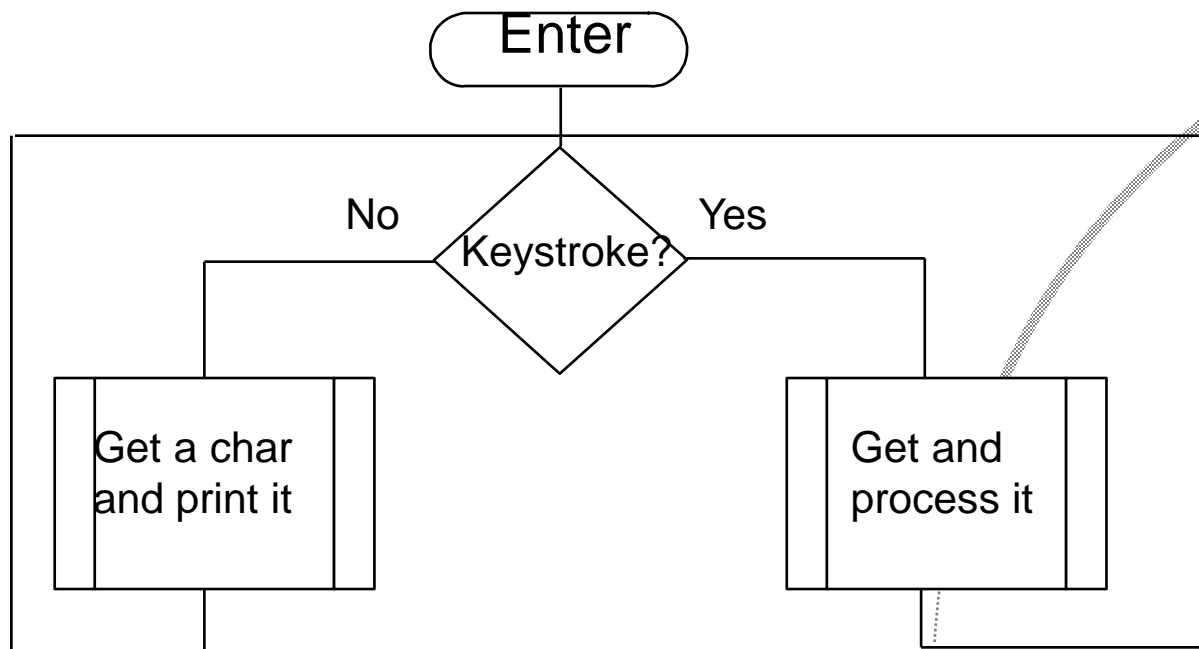 Enter
No
Yes
Keystroke?
Get a char
and print it
Get and
process it